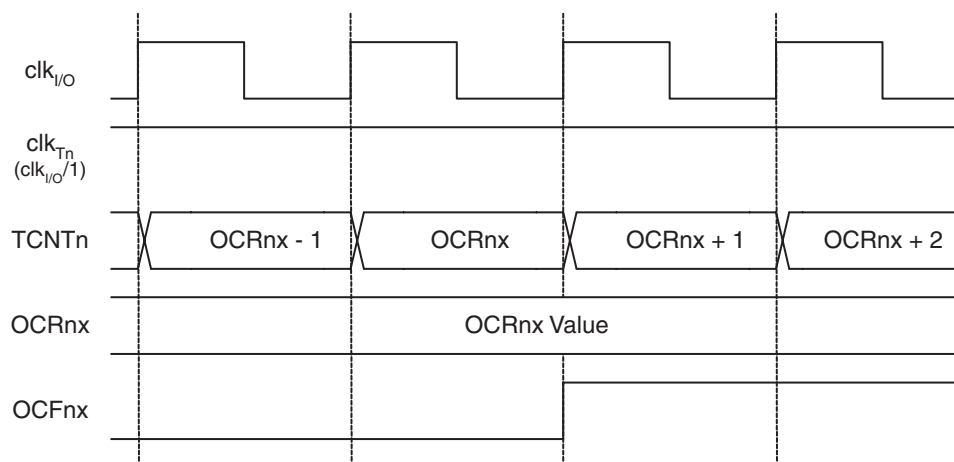 clkI/O
clkTn
(clkI/O/1)
TCNTn OCRnx - 1 OCRnx OCRnx + 1 OCRnx + 2
OCRnx OCRnx Value
OCFnx